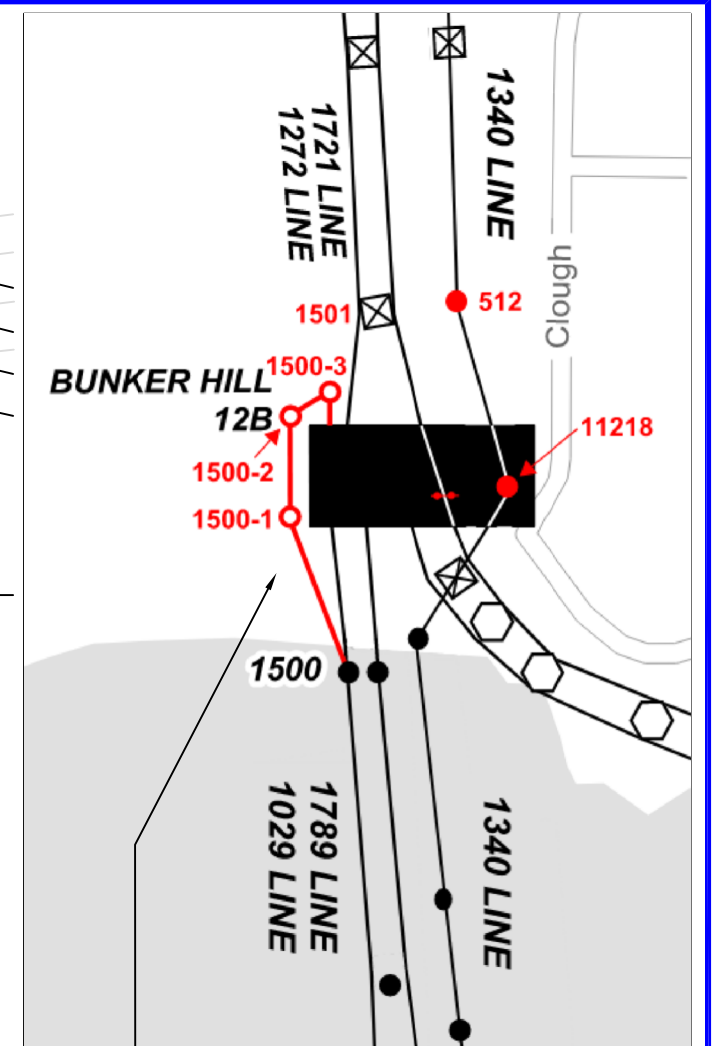 1340 LINE
1721 LINE
1272 LINE
Clough
512
1501
1500-3
BUNKER HILL
12B
11218
1500-2
1500-1
1500
1789 LINE
1029 LINE
1340 LINE